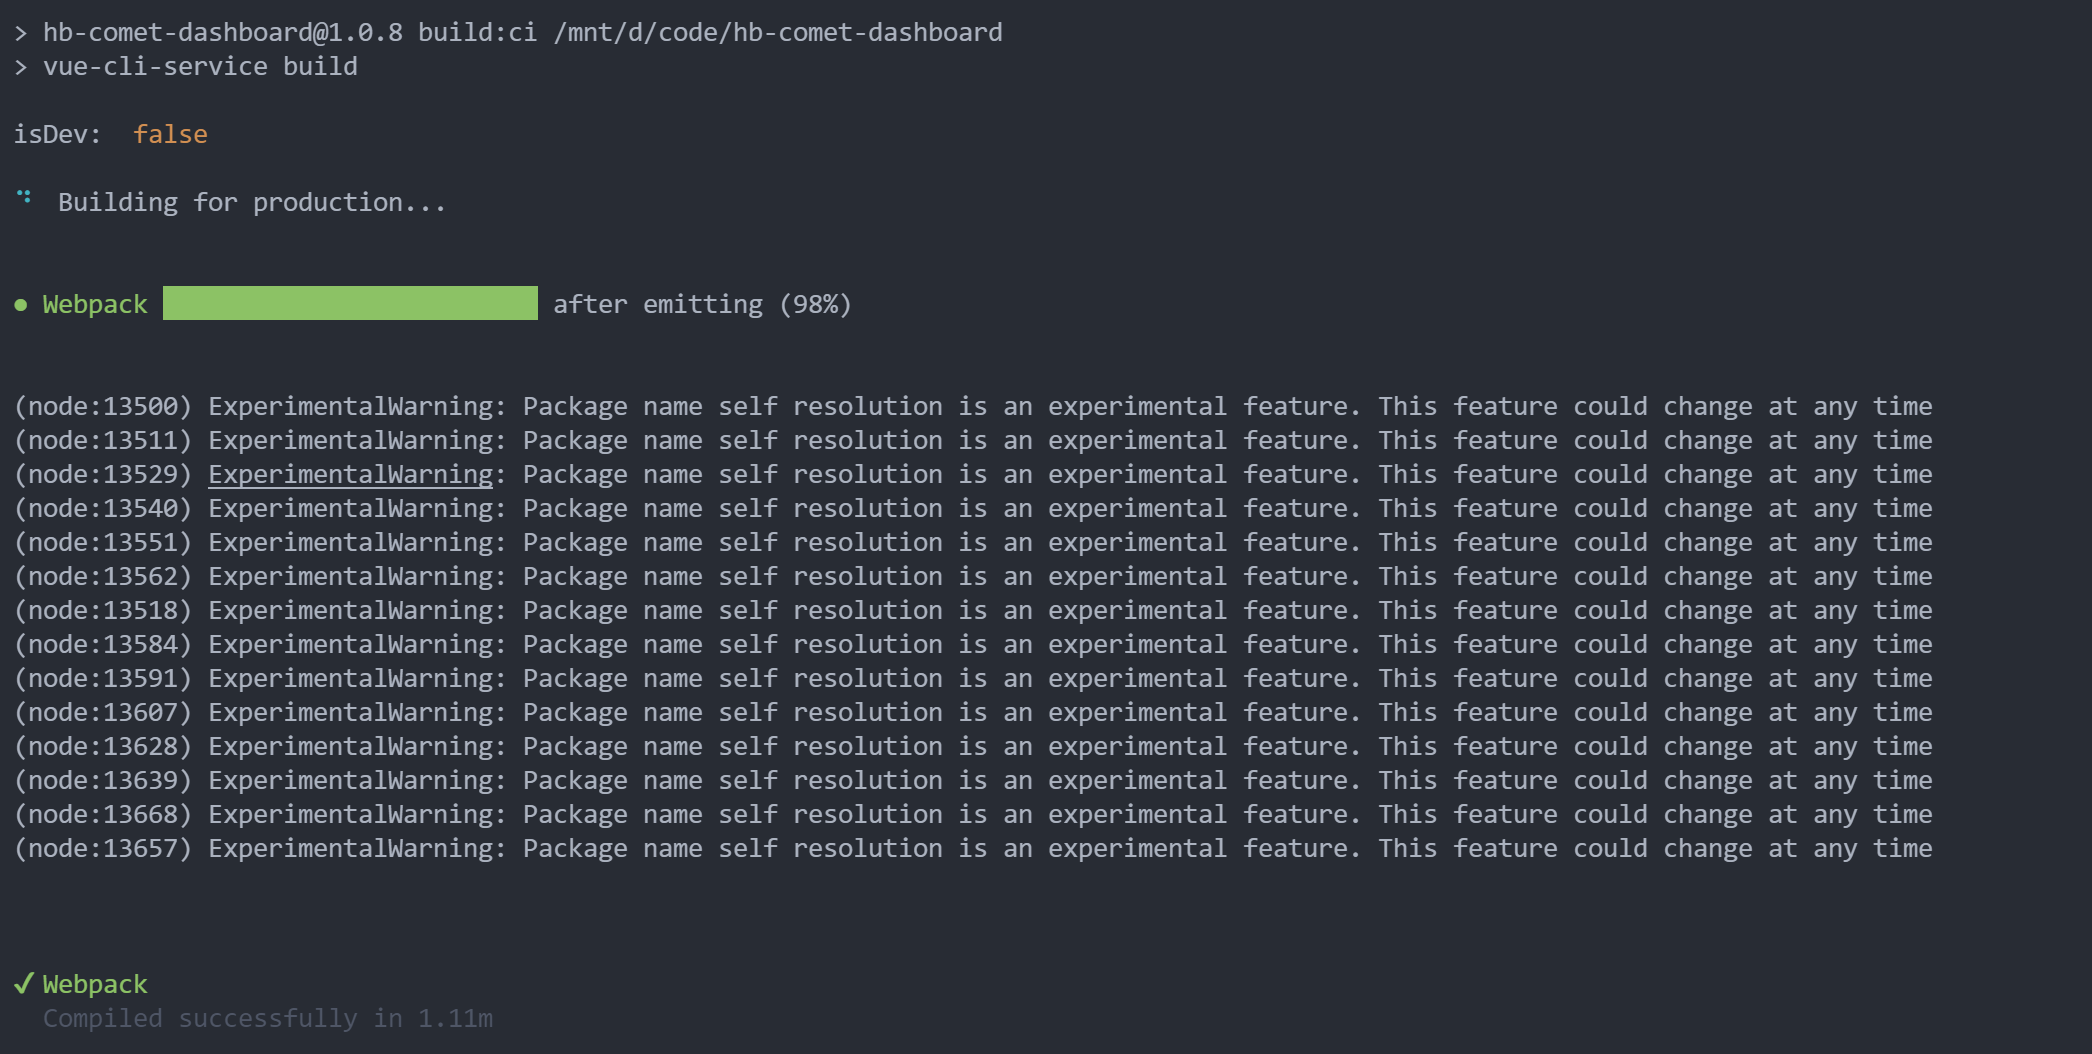 > hb-comet-dashboard@1.0.8 build:ci /mnt/d/code/hb-comet-dashboard
> vue-cli-service build
isDev:  false
Building for production...
● Webpack after emitting (98%)
(node:13500) ExperimentalWarning: Package name self resolution is an experimental feature. This feature could change at any time
(node:13511) ExperimentalWarning: Package name self resolution is an experimental feature. This feature could change at any time
(node:13529) ExperimentalWarning: Package name self resolution is an experimental feature. This feature could change at any time
(node:13540) ExperimentalWarning: Package name self resolution is an experimental feature. This feature could change at any time
(node:13551) ExperimentalWarning: Package name self resolution is an experimental feature. This feature could change at any time
(node:13562) ExperimentalWarning: Package name self resolution is an experimental feature. This feature could change at any time
(node:13518) ExperimentalWarning: Package name self resolution is an experimental feature. This feature could change at any time
(node:13584) ExperimentalWarning: Package name self resolution is an experimental feature. This feature could change at any time
(node:13591) ExperimentalWarning: Package name self resolution is an experimental feature. This feature could change at any time
(node:13607) ExperimentalWarning: Package name self resolution is an experimental feature. This feature could change at any time
(node:13628) ExperimentalWarning: Package name self resolution is an experimental feature. This feature could change at any time
(node:13639) ExperimentalWarning: Package name self resolution is an experimental feature. This feature could change at any time
(node:13668) ExperimentalWarning: Package name self resolution is an experimental feature. This feature could change at any time
(node:13657) ExperimentalWarning: Package name self resolution is an experimental feature. This feature could change at any time
✓ Webpack
Compiled successfully in 1.11m